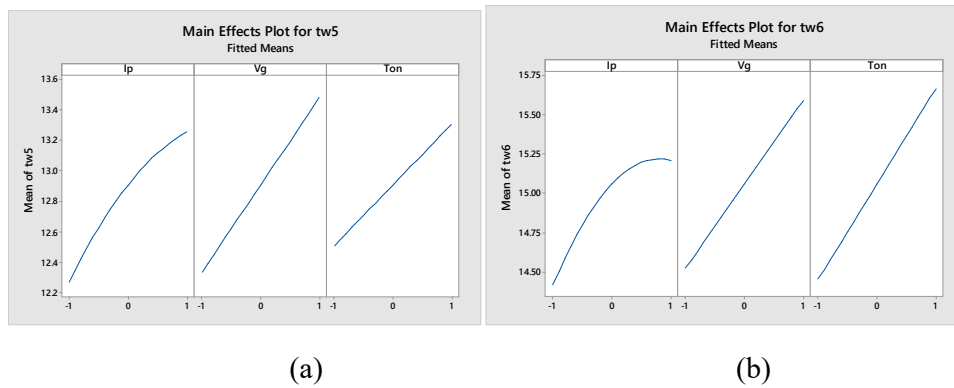 Main Effects Plot for tw5
Fitted Means
Ip Vg Ton
13.6
13.4
13.2
13.0
12.8
12.6
12.4
12.2
Mean of tw5
-1 0 1 -1 0 1 -1 0 1
(a)
Main Effects Plot for tw6
Fitted Means
Ip Vg Ton
15.75
15.50
15.25
15.00
14.75
14.50
Mean of tw6
-1 0 1 -1 0 1 -1 0 1
(b)